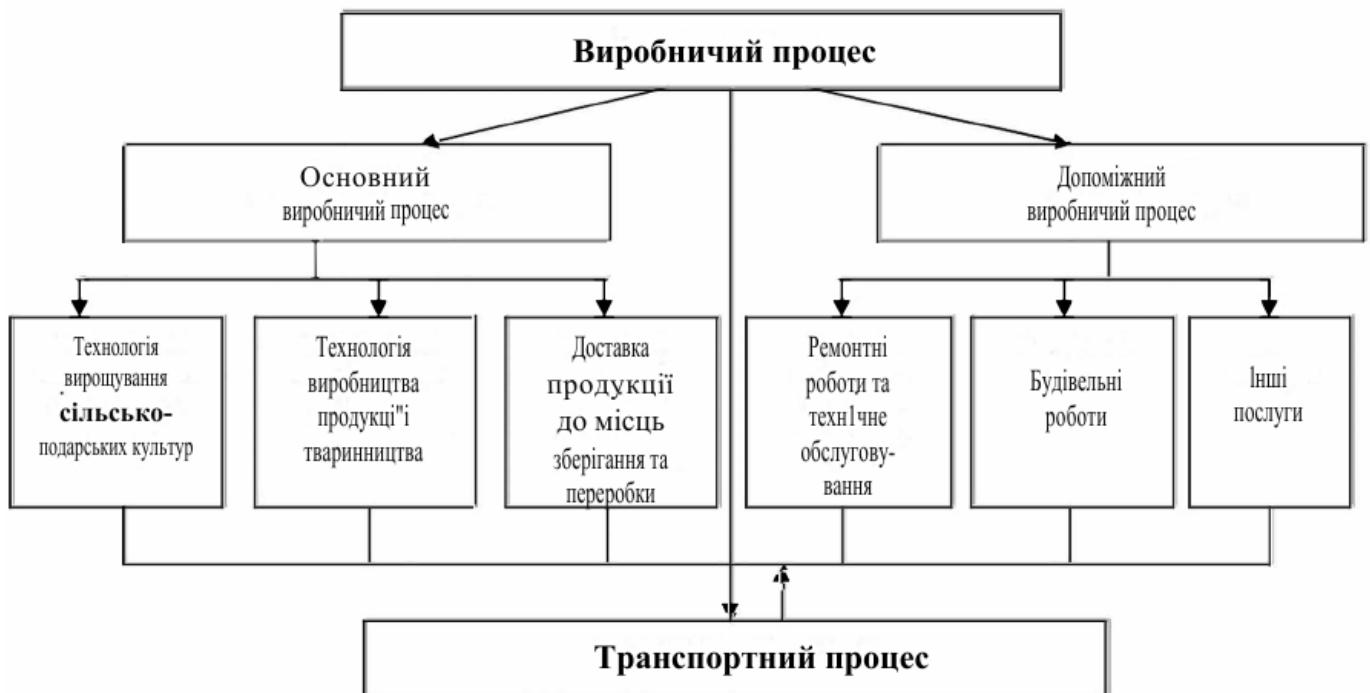 Виробничий процес
Основний
виробничий процес
Допоміжний
виробничий процес
Технологія
вирощування
сільсько-
подарських культур
Технологія
виробництва
продукці"і
тваринництва
Доставка
продукції
до місць
зберігання та
переробки
Ремонтні
роботи та
техн1чне
обслугову-
вання
Будівельні
роботи
Інші
послуги
Транспортний процес